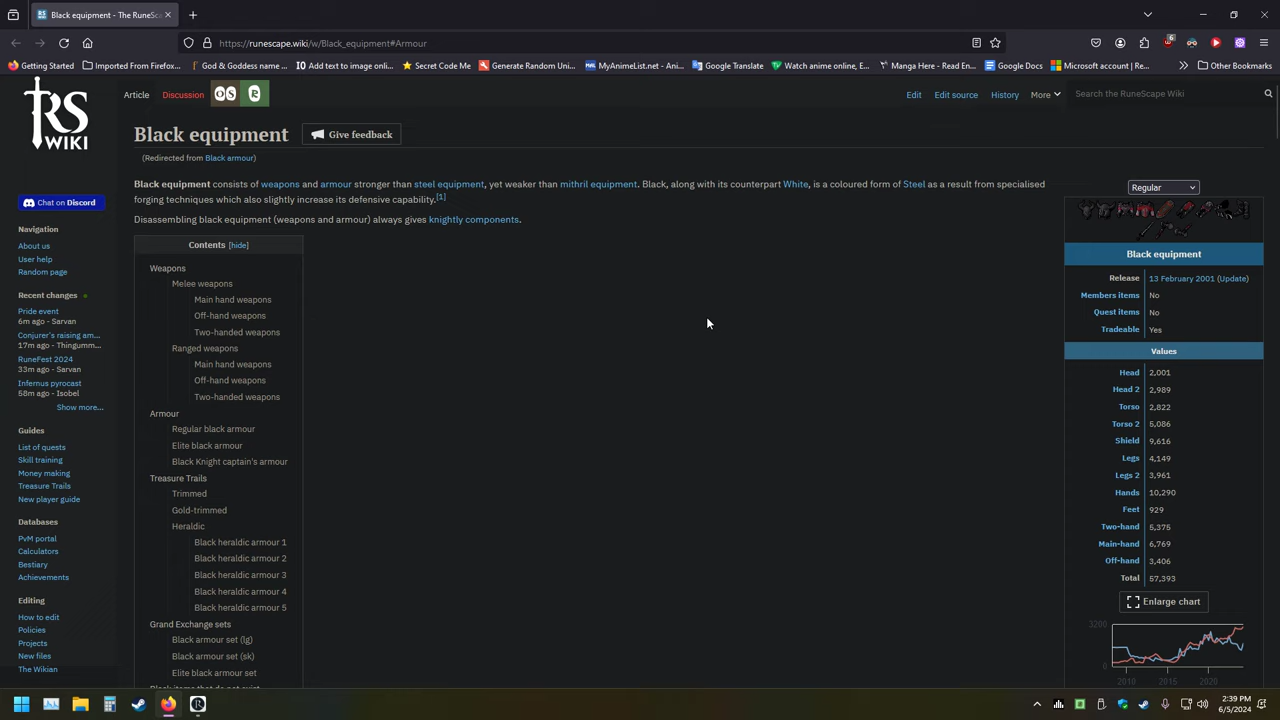 Black equipment - The RuneSca
https://runescape.wiki/w/Black_equipment#Armour
Getting Started
Imported From Firefox...
God & Goddess name ...
Add text to image onlin...
Secret Code Me
Generate Random Uni...
MyAnimeList.net - Ani...
Google Translate
Watch anime online, E...
Manga Here - Read En...
Google Docs
Microsoft account | Re...
Other Bookmarks
RS
WIKI
Article
Discussion
OS
R
Edit
Edit source
History
More
Search the RuneScape Wiki
Black equipment
Give feedback
(Redirected from Black armour)
Black equipment consists of weapons and armour stronger than steel equipment, yet weaker than mithril equipment. Black, along with its counterpart White, is a coloured form of Steel as a result from specialised
forging techniques which also slightly increase its defensive capability.[1]
Disassembling black equipment (weapons and armour) always gives knightly components.
Chat on Discord
Navigation
About us
User help
Random page
Recent changes
Pride event
6m ago - Sarvan
Conjurer's raising am...
17m ago - Thingumm...
RuneFest 2024
33m ago - Sarvan
Infernus pyrocast
58m ago - Isobel
Show more...
Guides
List of quests
Skill training
Money making
Treasure Trails
New player guide
Databases
PvM portal
Calculators
Bestiary
Achievements
Editing
How to edit
Policies
Projects
New files
The Wikian
Contents [hide]
Weapons
Melee weapons
Main hand weapons
Off-hand weapons
Two-handed weapons
Ranged weapons
Main hand weapons
Off-hand weapons
Two-handed weapons
Armour
Regular black armour
Elite black armour
Black Knight captain's armour
Treasure Trails
Trimmed
Gold-trimmed
Heraldic
Black heraldic armour 1
Black heraldic armour 2
Black heraldic armour 3
Black heraldic armour 4
Black heraldic armour 5
Grand Exchange sets
Black armour set (lg)
Black armour set (sk)
Elite black armour set
Black items that do not exist
Regular
Black equipment
Release 13 February 2001 (Update)
Members items No
Quest items No
Tradeable Yes
Values
Head 2,001
Head 2 2,989
Torso 2,822
Torso 2 5,086
Shield 9,616
Legs 4,149
Legs 2 3,961
Hands 10,290
Feet 929
Two-hand 5,375
Main-hand 6,769
Off-hand 3,406
Total 57,393
Enlarge chart
3200
0
2010 2015 2020
6
2:39 PM
6/5/2024